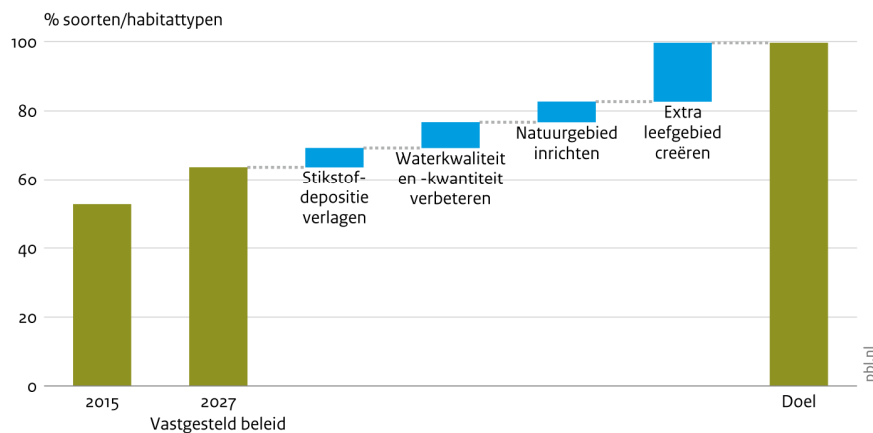 % soorten/habitattypen
100
80
60
40
20
0
Stikstof-
depositie
verlagen
Waterkwaliteit
en -kwantiteit
verbeteren
Natuurgebied
inrichten
Extra
leefgebied
creëren
2015
2027
Vastgesteld beleid
Doel
pbl.nl